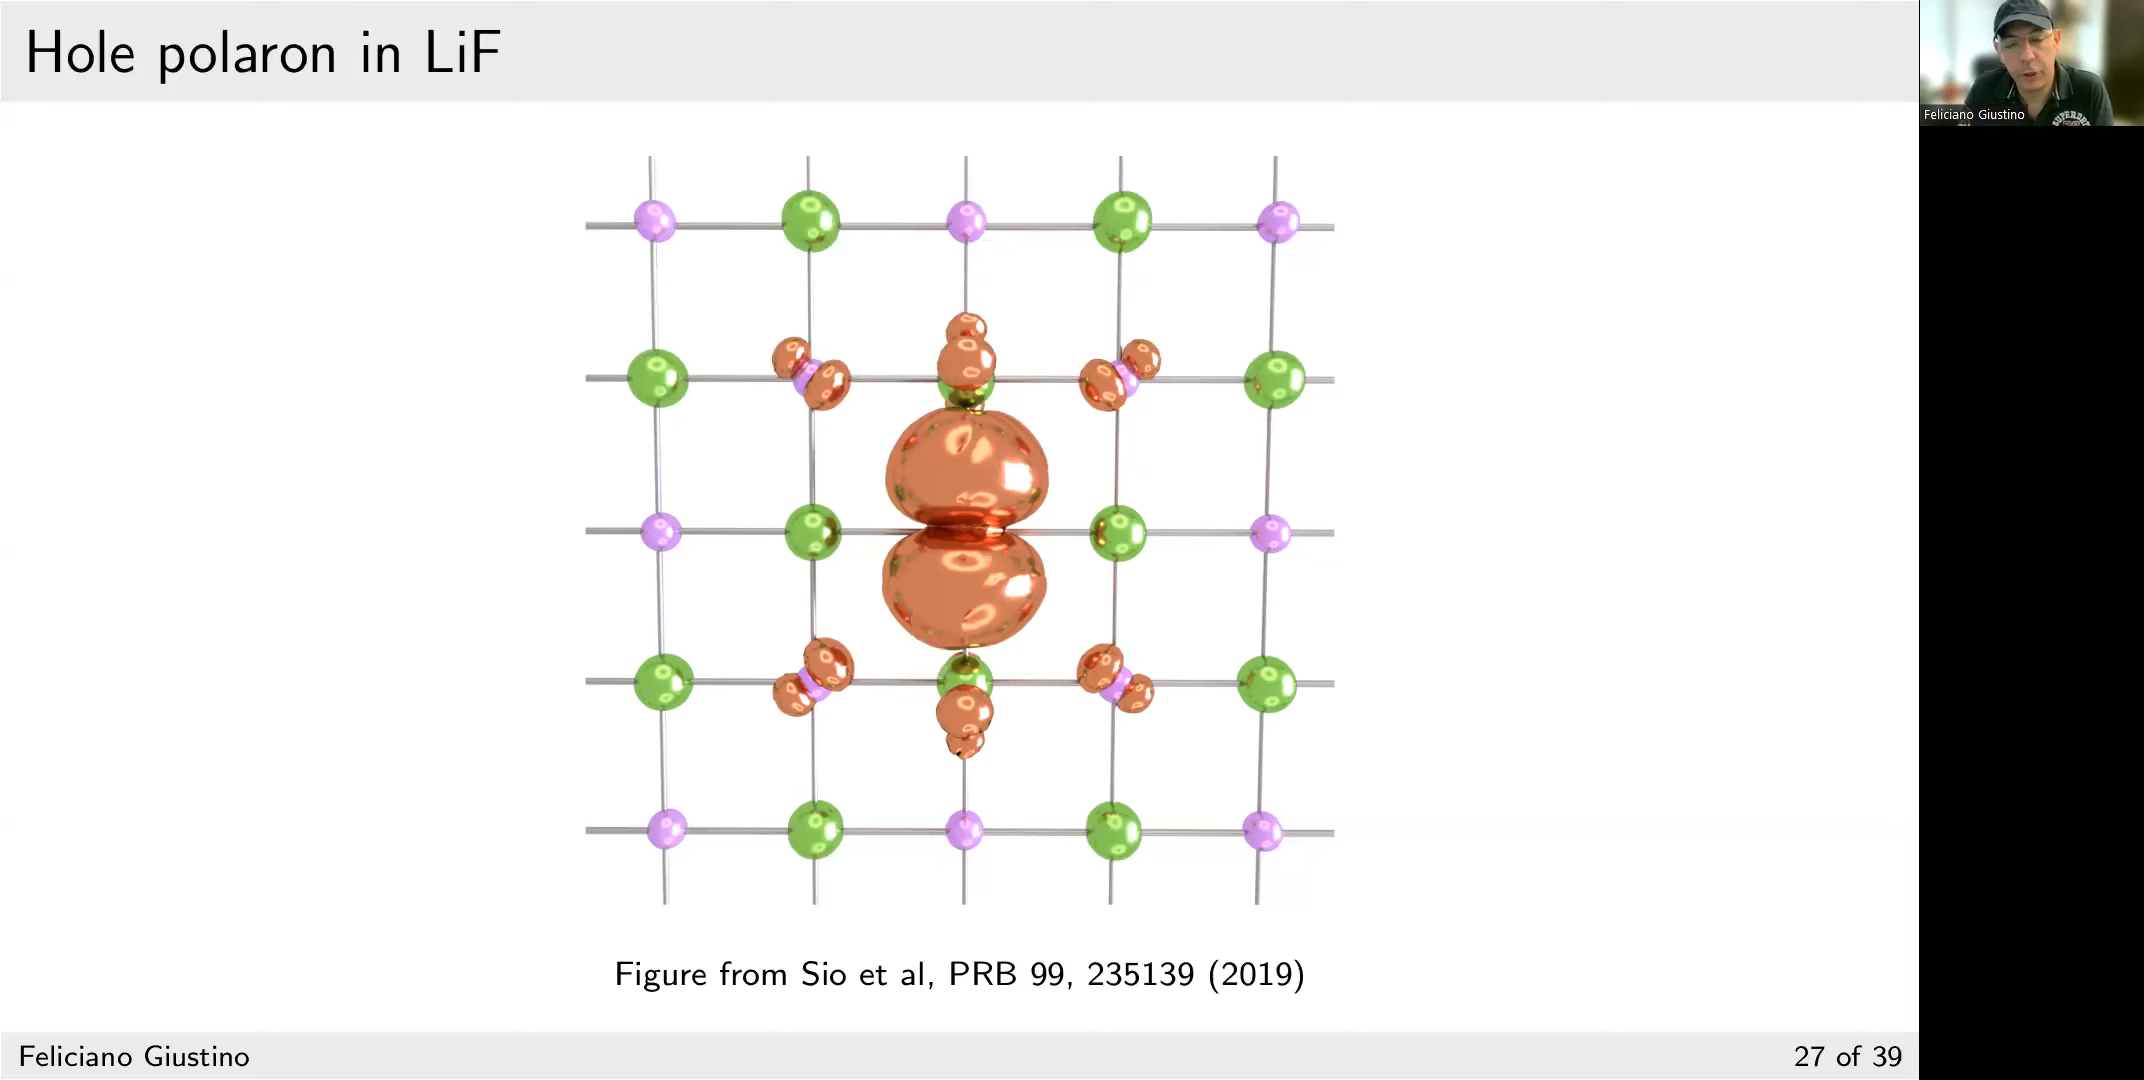 Hole polaron in LiF
Feliciano Giustino
SUPERDRY
Figure from Sio et al, PRB 99, 235139 (2019)
Feliciano Giustino
27 of 39